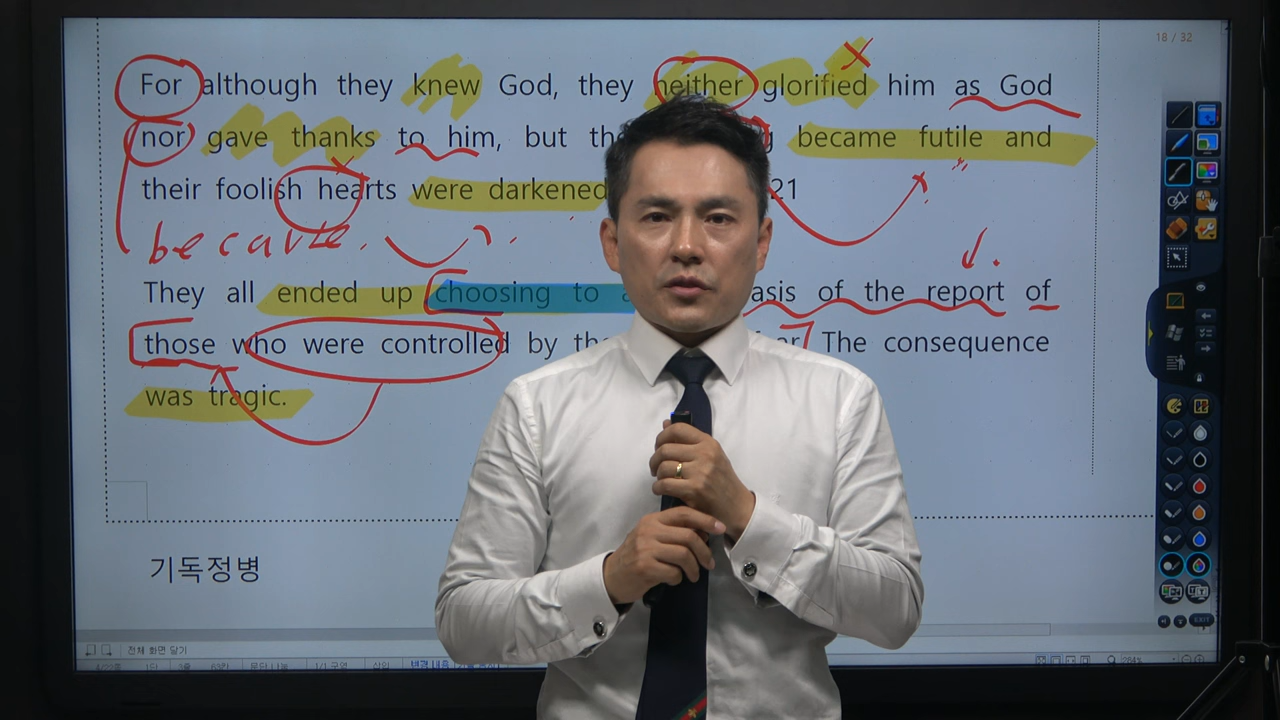 18 / 32
For although they knew God, they neither glorified him as God
nor gave thanks to him, but became futile and
their foolish hearts were darkened 21
because.
They all ended up choosing to asis of the report of
those who were controlled by The consequence
was tragic.
기독정병
전체 화면 닫기
EXIT
284%